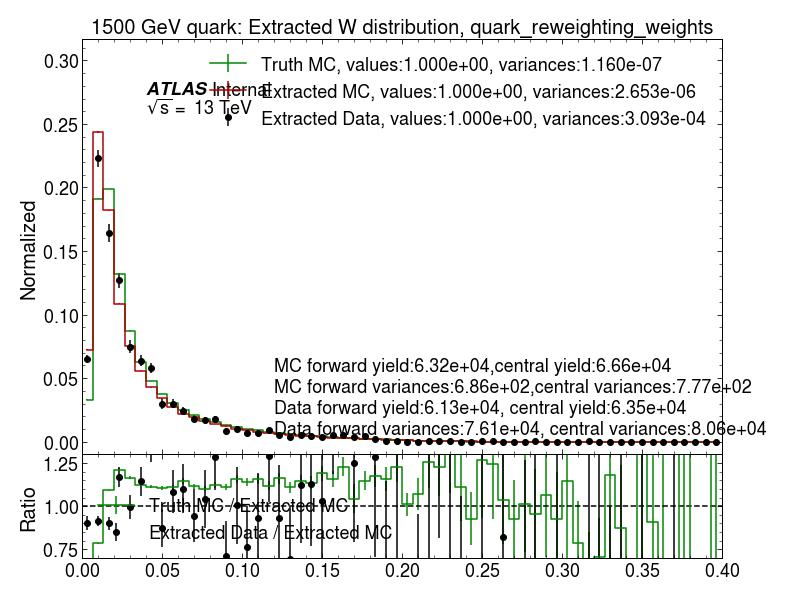 1500 GeV quark: Extracted W distribution, quark_reweighting_weights
Truth MC, values:1.000e+00, variances:1.160e-07
ATLAS Internal
Extracted MC, values:1.000e+00, variances:2.653e-06
√s = 13 TeV
Extracted Data, values:1.000e+00, variances:3.093e-04
Normalized
0.30
0.25
0.20
0.15
0.10
0.05
0.00
MC forward yield:6.32e+04,central yield:6.66e+04
MC forward variances:6.86e+02,central variances:7.77e+02
Data forward yield:6.13e+04, central yield:6.35e+04
Data forward variances:7.61e+04, central variances:8.06e+04
Ratio
1.25
1.00
0.75
Truth MC / Extracted MC
Extracted Data / Extracted MC
0.00 0.05 0.10 0.15 0.20 0.25 0.30 0.35 0.40